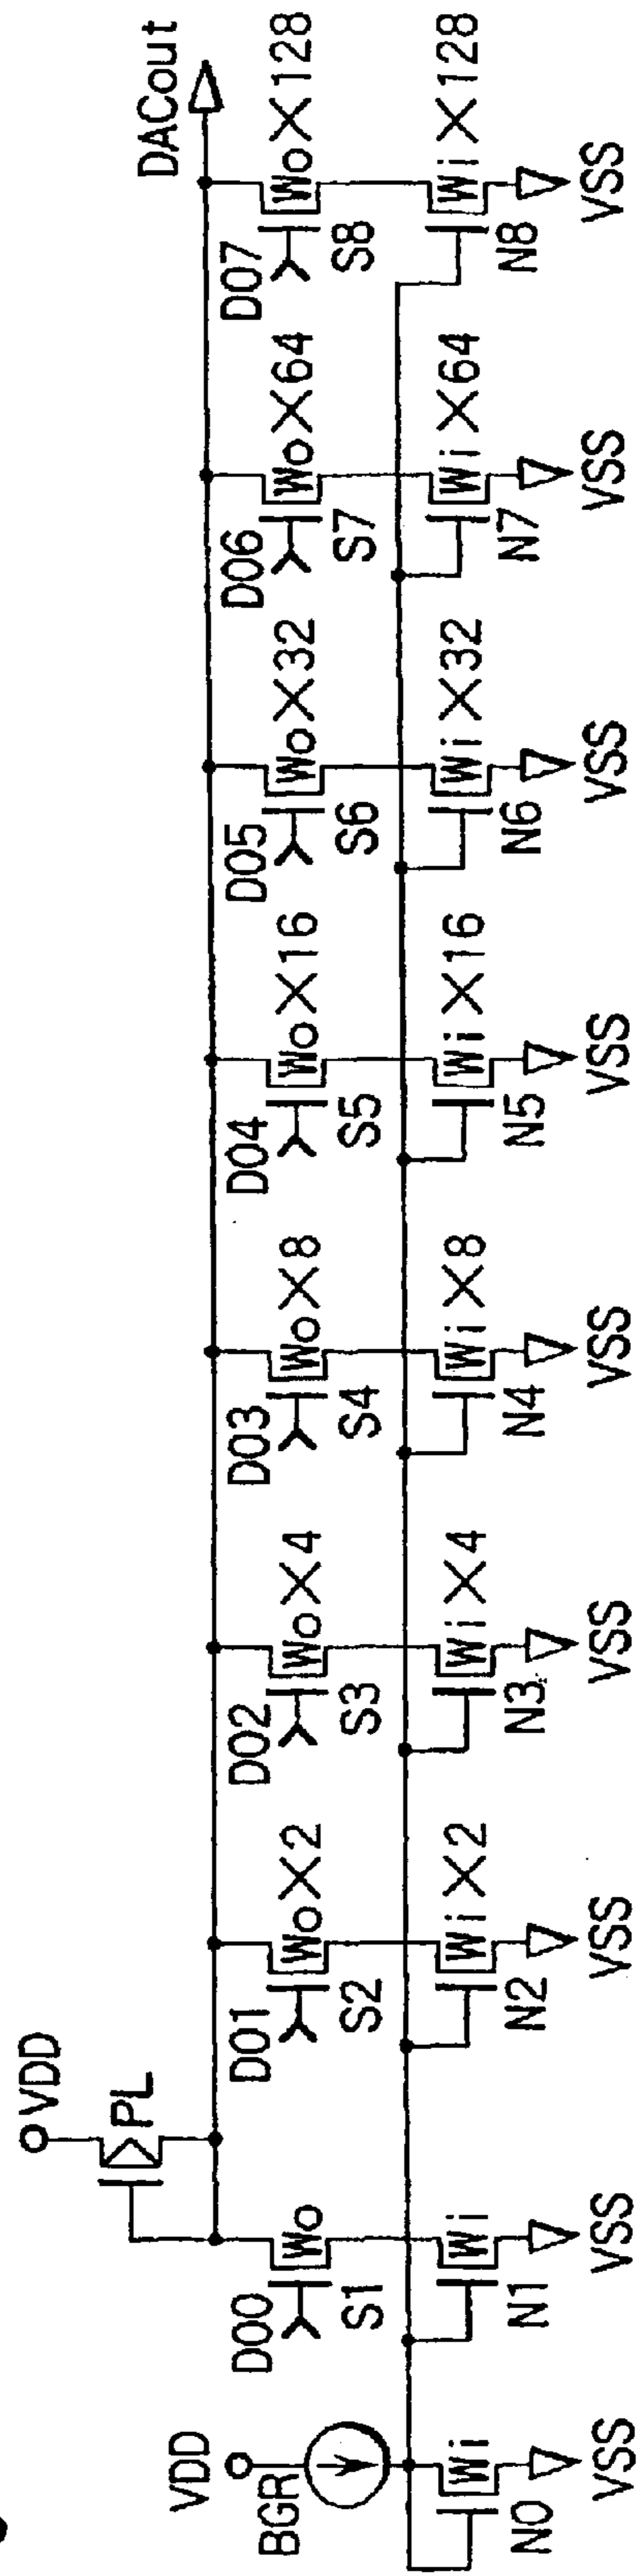 VDD
PL
DACout
VDD
BGR
D00
Wo
S1
D01
Wo×2
S2
D02
Wo×4
S3
D03
Wo×8
S4
D04
Wo×16
S5
D05
Wo×32
S6
D06
Wo×64
S7
D07
Wo×128
S8
Wi
N0
VSS
Wi
N1
VSS
Wi×2
N2
VSS
Wi×4
N3
VSS
Wi×8
N4
VSS
Wi×16
N5
VSS
Wi×32
N6
VSS
Wi×64
N7
VSS
Wi×128
N8
VSS